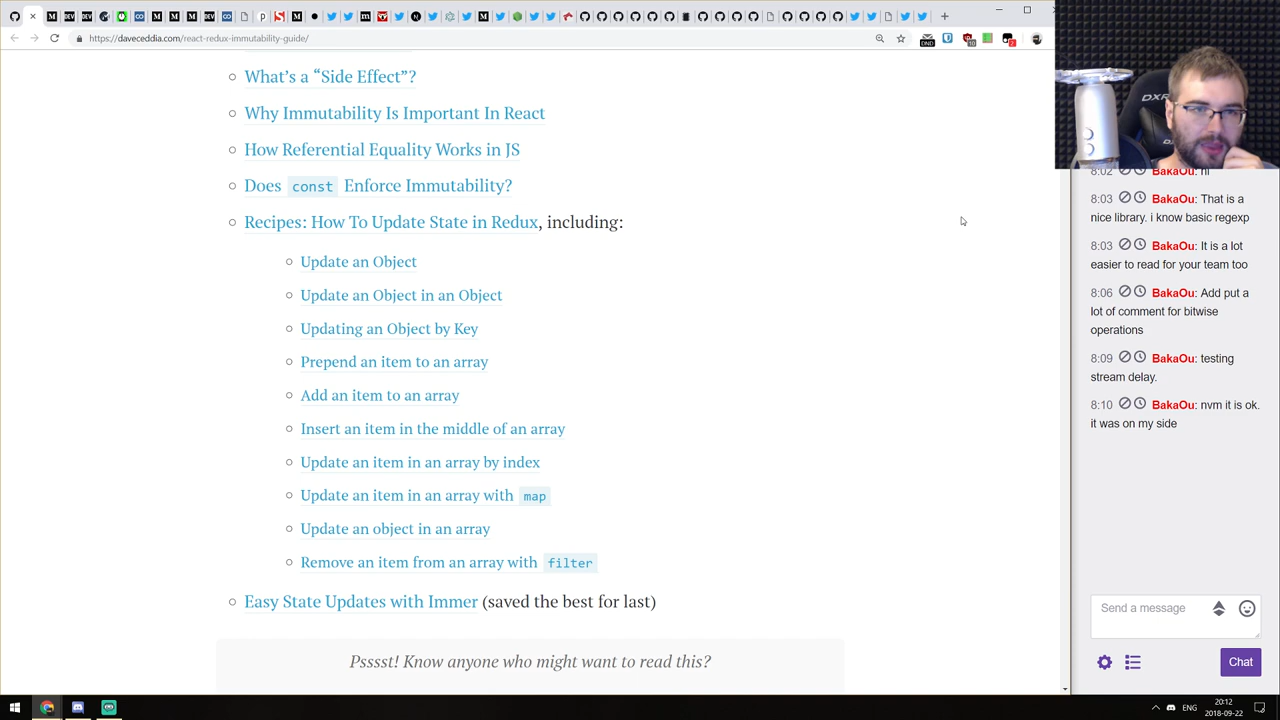 https://daveceddia.com/react-redux-immutability-guide/
What's a “Side Effect”?
Why Immutability Is Important In React
How Referential Equality Works in JS
Does const Enforce Immutability?
Recipes: How To Update State in Redux, including:
Update an Object
Update an Object in an Object
Updating an Object by Key
Prepend an item to an array
Add an item to an array
Insert an item in the middle of an array
Update an item in an array by index
Update an item in an array with map
Update an object in an array
Remove an item from an array with filter
Easy State Updates with Immer (saved the best for last)
Psssst! Know anyone who might want to read this?
8:02 BakaOu: hi
8:03 BakaOu: That is a
nice library. i know basic regexp
8:03 BakaOu: It is a lot
easier to read for your team too
8:06 BakaOu: Add put a
lot of comment for bitwise
operations
8:09 BakaOu: testing
stream delay.
8:10 BakaOu: nvm it is ok.
it was on my side
Send a message
Chat
ENG
20:12
2018-09-22